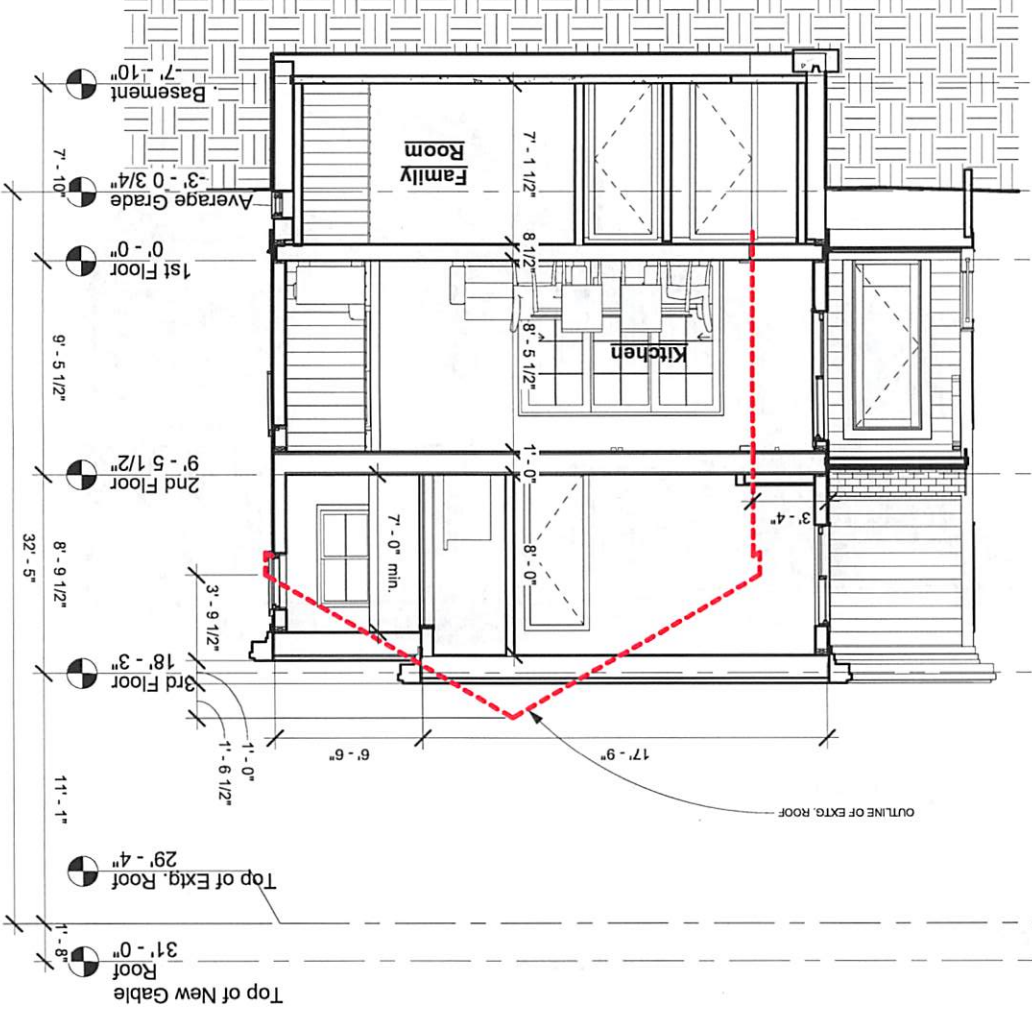 Top of New Gable
Roof
31' - 0"
1' - 8"
Top of Extg. Roof
29' - 4"
11' - 1"
OUTLINE OF EXTG. ROOF
17' - 9"
6' - 6"
1' - 6 1/2"
1' - 0"
3rd Floor
18' - 3"
3' - 9 1/2"
8' - 9 1/2"
32' - 5"
3' - 4"
8' - 0"
7' - 0" min.
2nd Floor
9' - 5 1/2"
1' - 0"
Kitchen
8' - 5 1/2"
9' - 5 1/2"
1st Floor
0' - 0"
8 1/2"
Average Grade
-3' - 0 3/4"
Family
Room
7' - 1 1/2"
7' - 10"
Basement
-7' - 10"